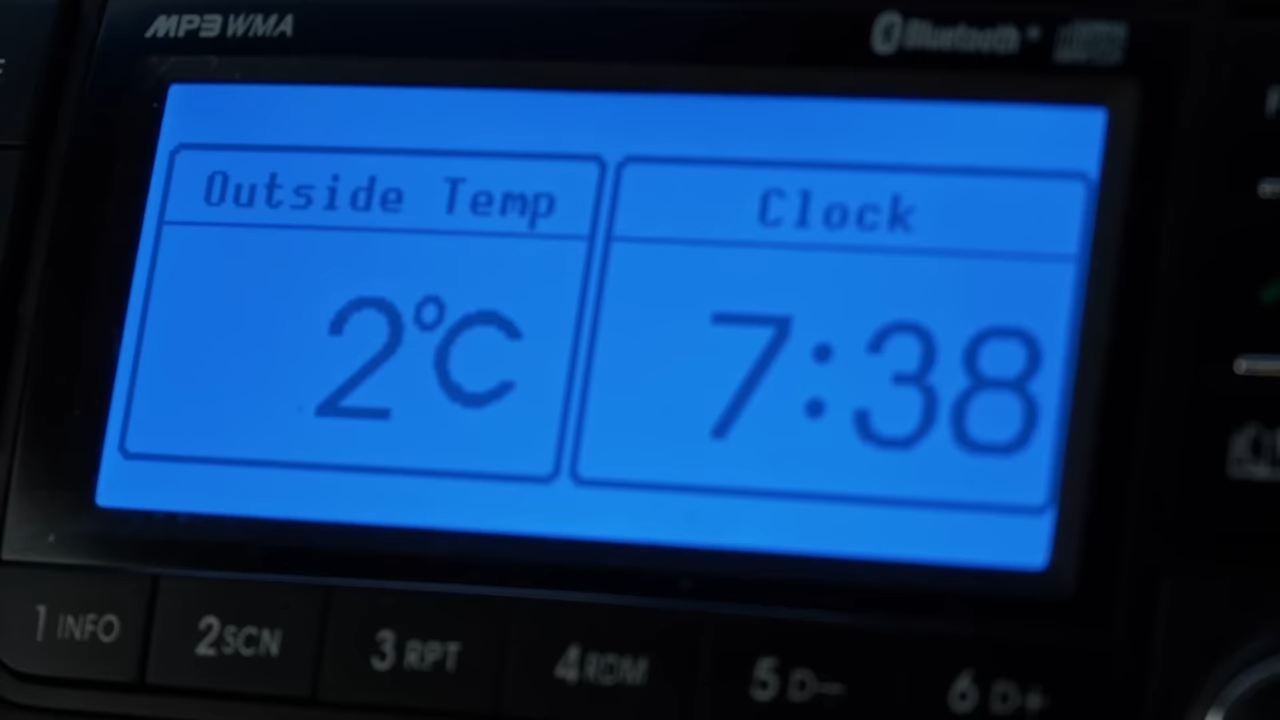 MP3 WMA
Bluetooth
Outside Temp
Clock
2°C
7:38
1 INFO
2 SCN
3 RPT
4 RDM
5 D-
6 D+